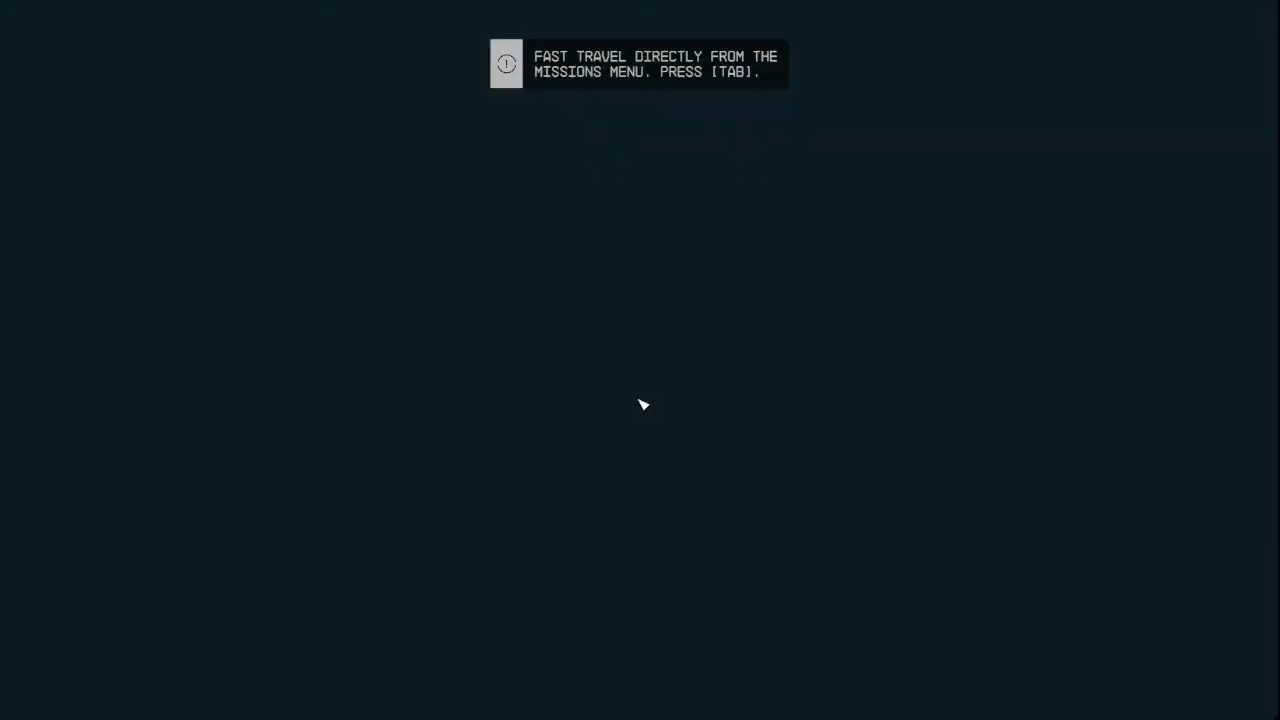 FAST TRAVEL DIRECTLY FROM THE
MISSIONS MENU. PRESS [TAB].